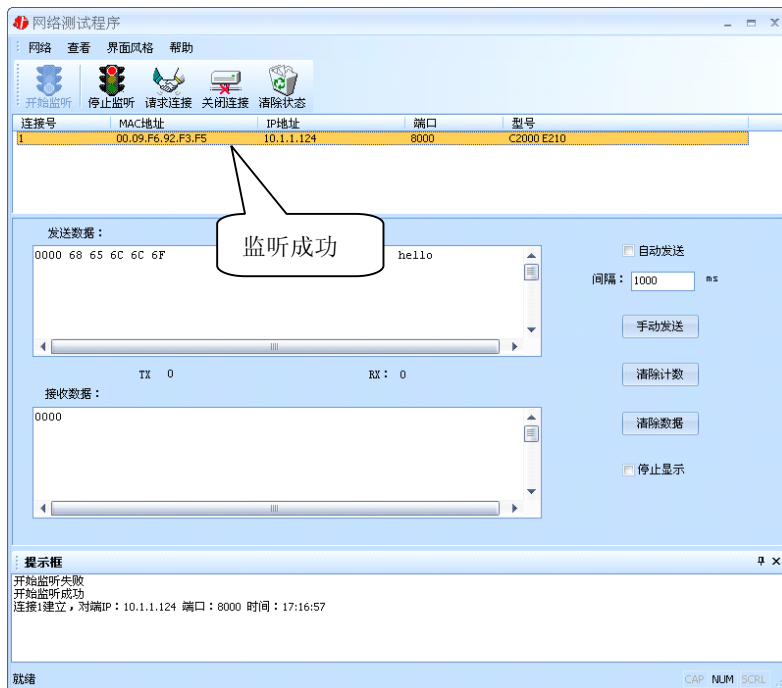 网络测试程序
网络 查看 界面风格 帮助
开始监听 停止监听 请求连接 关闭连接 清除状态
连接号 MAC地址 IP地址 端口 型号
1 00.09.F6.92.F3.F5 10.1.1.124 8000 C2000 E210
监听成功
发送数据：
0000 68 65 6C 6C 6F hello
自动发送
间隔： 1000 ms
手动发送
TX 0 RX： 0
清除计数
接收数据：
0000
清除数据
停止显示
提示框
开始监听失败
开始监听成功
连接1建立，对端IP：10.1.1.124 端口：8000 时间：17:16:57
就绪 CAP NUM SCRL